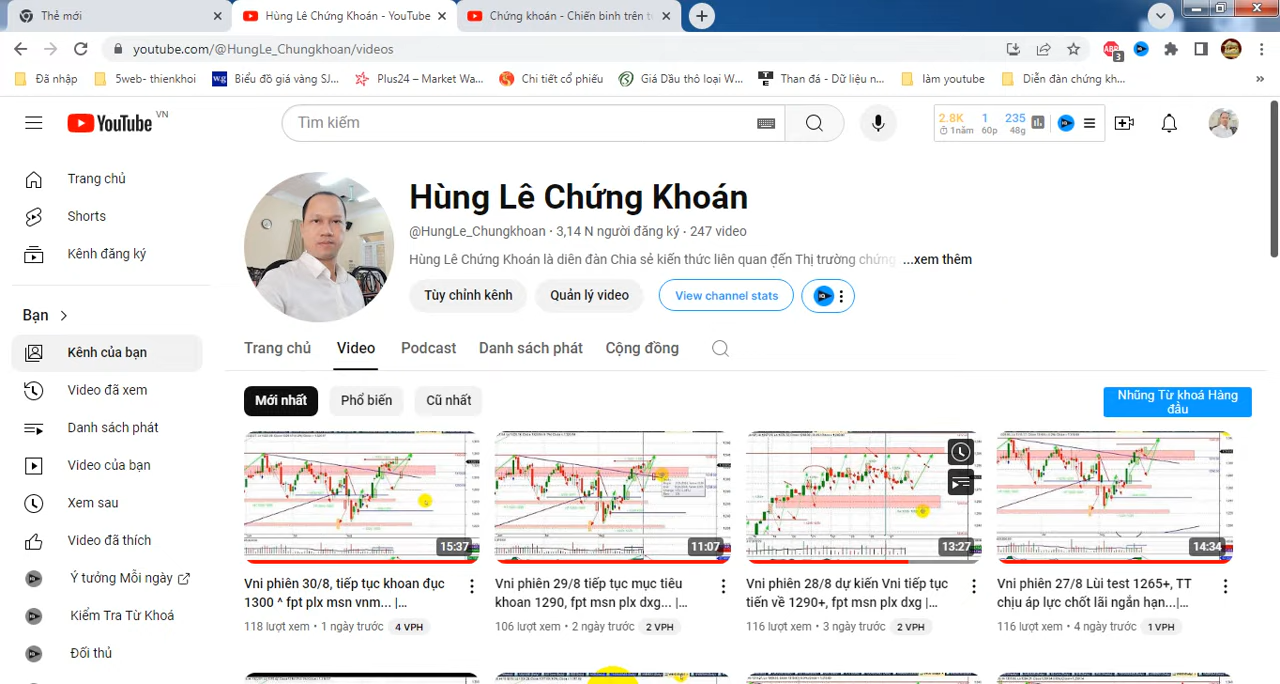 Thẻ mới
Hùng Lê Chứng Khoán - YouTube
Chứng khoán - Chiến binh trên t
youtube.com/@HungLe_Chungkhoan/videos
ABP
3
Đã nhập
5web- thienkhoi
wg
Biểu đồ giá vàng SJ...
Plus24 – Market Wa...
Chi tiết cổ phiếu
Giá Dầu thô loại W...
Than đá - Dữ liệu n...
làm youtube
Diễn đàn chứng kh...
»
YouTube VN
Tìm kiếm
2.8K 1 235
1năm 60p 48g
Trang chủ
Shorts
Kênh đăng ký
Bạn
Kênh của bạn
Video đã xem
Danh sách phát
Video của bạn
Xem sau
Video đã thích
Ý tưởng Mỗi ngày
Kiểm Tra Từ Khoá
Đối thủ
Hùng Lê Chứng Khoán
@HungLe_Chungkhoan · 3,14 N người đăng ký · 247 video
Hùng Lê Chứng Khoán là diễn đàn Chia sẻ kiến thức liên quan đến Thị trường chứng ...xem thêm
Tùy chỉnh kênh
Quản lý video
View channel stats
Trang chủ
Video
Podcast
Danh sách phát
Cộng đồng
Mới nhất
Phổ biến
Cũ nhất
Những Từ khoá Hàng
đầu
15:37
11:07
13:27
14:34
Vni phiên 30/8, tiếp tục khoan đục
1300 ^ fpt plx msn vnm... |...
118 lượt xem • 1 ngày trước
4 VPH
Vni phiên 29/8 tiếp tục mục tiêu
khoan 1290, fpt msn plx dxg... |...
106 lượt xem • 2 ngày trước
2 VPH
Vni phiên 28/8 dự kiến Vni tiếp tục
tiến về 1290+, fpt msn plx dxg |...
116 lượt xem • 3 ngày trước
2 VPH
Vni phiên 27/8 Lùi test 1265+, TT
chịu áp lực chốt lãi ngắn hạn...|...
116 lượt xem • 4 ngày trước
1 VPH